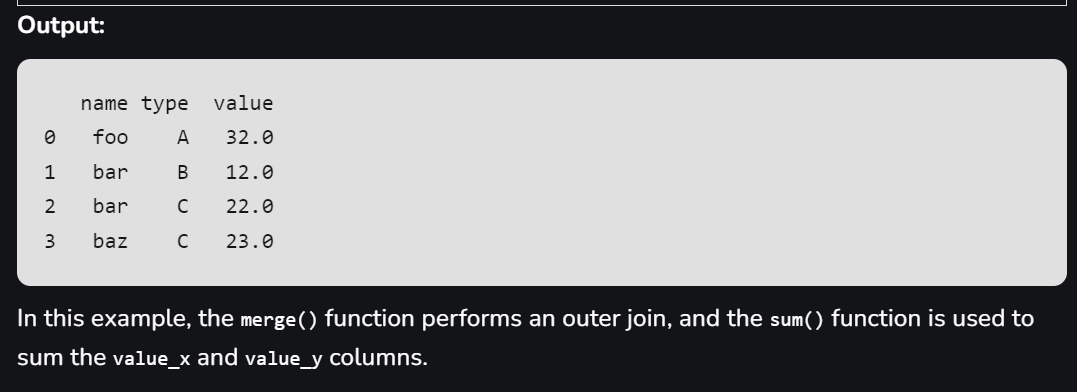 Output:
name type value
0 foo A 32.0
1 bar B 12.0
2 bar C 22.0
3 baz C 23.0
In this example, the merge() function performs an outer join, and the sum() function is used to
sum the value_x and value_y columns.